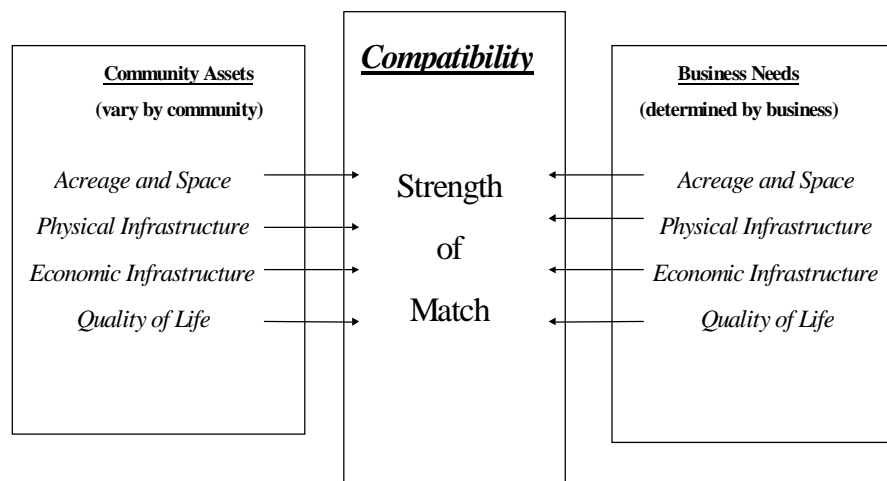 Community Assets
(vary by community)
Acreage and Space
Physical Infrastructure
Economic Infrastructure
Quality of Life
Compatibility
Strength
of
Match
Business Needs
(determined by business)
Acreage and Space
Physical Infrastructure
Economic Infrastructure
Quality of Life